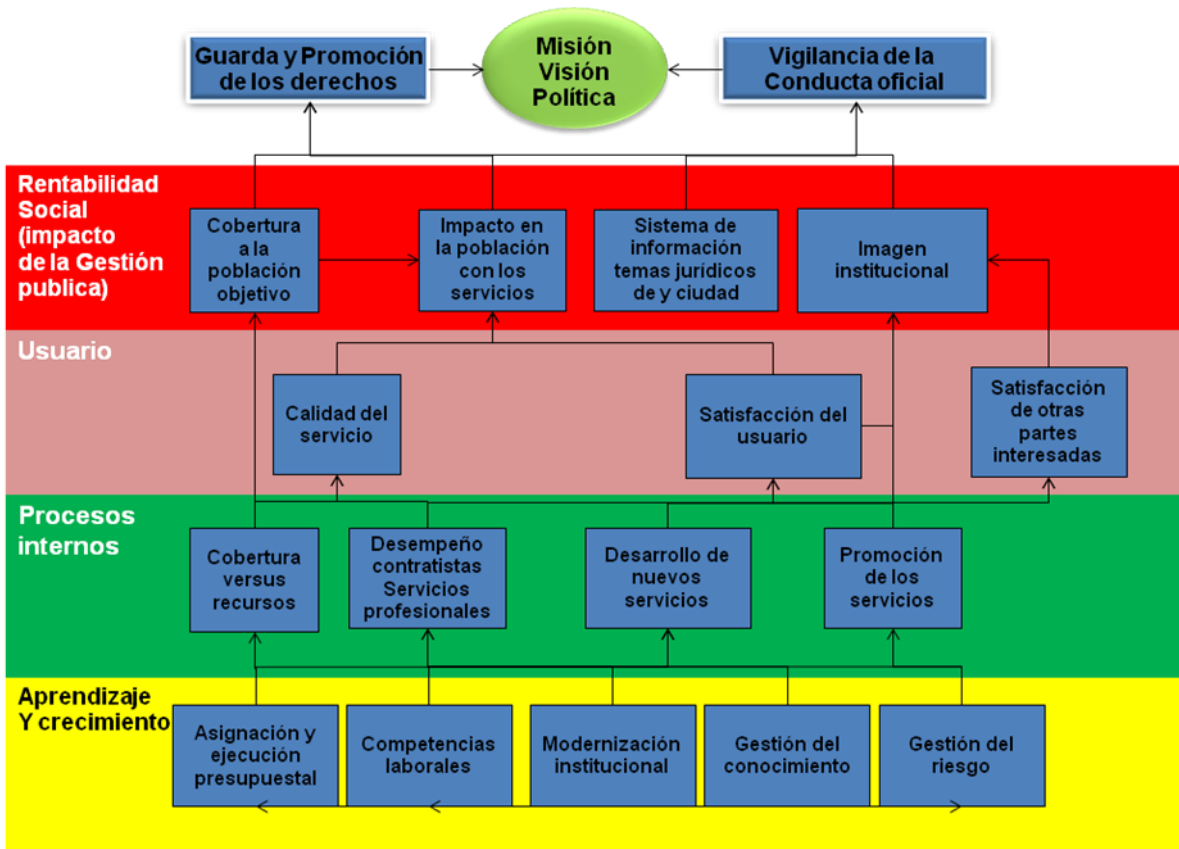 Guarda y Promoción
de los derechos
Misión
Visión
Política
Vigilancia de la
Conducta oficial
Rentabilidad
Social
(impacto
de la Gestión
publica)
Cobertura
a la
población
objetivo
Impacto en
la población
con los
servicios
Sistema de
información
temas jurídicos
de y ciudad
Imagen
institucional
Usuario
Calidad del
servicio
Satisfacción del
usuario
Satisfacción
de otras
partes
interesadas
Procesos
internos
Cobertura
versus
recursos
Desempeño
contratistas
Servicios
profesionales
Desarrollo de
nuevos
servicios
Promoción
de los
servicios
Aprendizaje
Y crecimiento
Asignación y
ejecución
presupuestal
Competencias
laborales
Modernización
institucional
Gestión del
conocimiento
Gestión del
riesgo